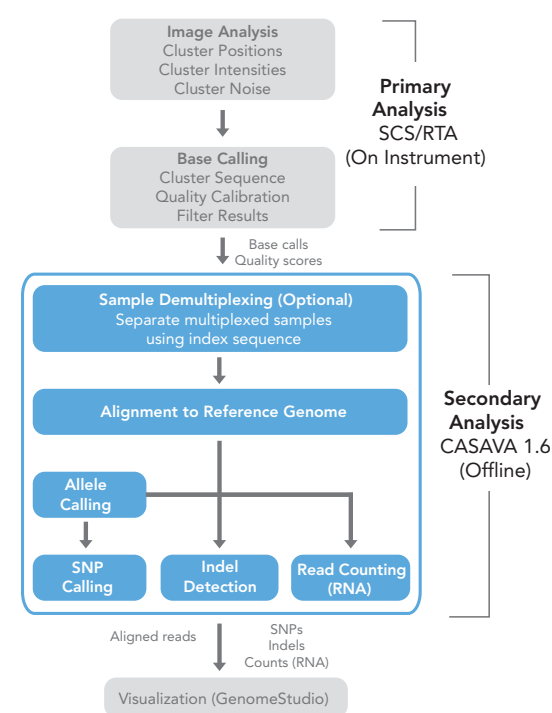 Image Analysis
Cluster Positions
Cluster Intensities
Cluster Noise
Primary
Analysis
SCS/RTA
(On Instrument)
Base Calling
Cluster Sequence
Quality Calibration
Filter Results
Base calls
Quality scores
Sample Demultiplexing (Optional)
Separate multiplexed samples
using index sequence
Alignment to Reference Genome
Secondary
Analysis
CASAVA 1.6
(Offline)
Allele
Calling
SNP
Calling
Indel
Detection
Read Counting
(RNA)
Aligned reads
SNPs
Indels
Counts (RNA)
Visualization (GenomeStudio)